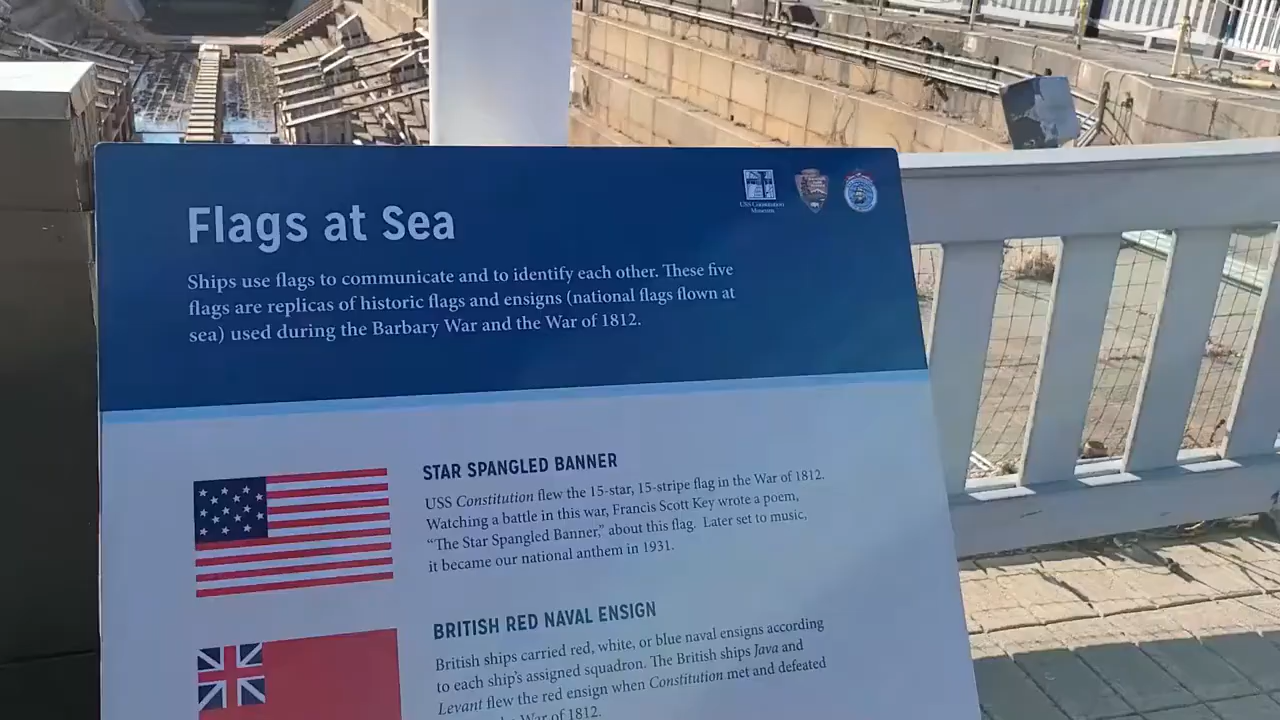 USS Constitution
Museum
Flags at Sea
Ships use flags to communicate and to identify each other. These five
flags are replicas of historic flags and ensigns (national flags flown at
sea) used during the Barbary War and the War of 1812.
STAR SPANGLED BANNER
USS Constitution flew the 15-star, 15-stripe flag in the War of 1812.
Watching a battle in this war, Francis Scott Key wrote a poem,
“The Star Spangled Banner,” about this flag. Later set to music,
it became our national anthem in 1931.
BRITISH RED NAVAL ENSIGN
British ships carried red, white, or blue naval ensigns according
to each ship's assigned squadron. The British ships Java and
Levant flew the red ensign when Constitution met and defeated
War of 1812.